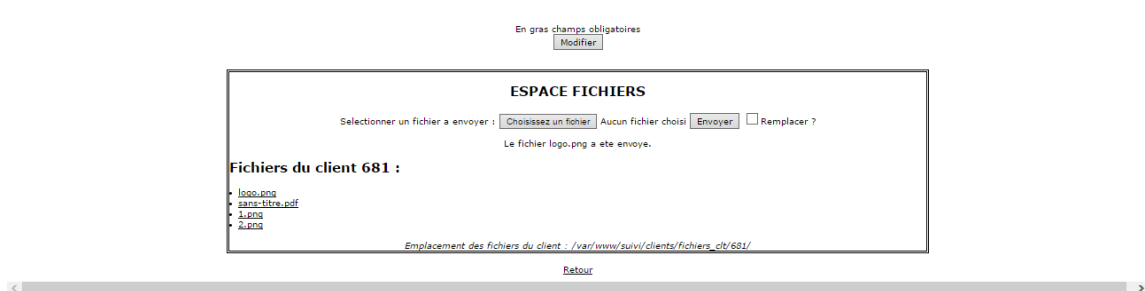 En gras champs obligatoires
Modifier
ESPACE FICHIERS
Selectionner un fichier a envoyer : Choisissez un fichier Aucun fichier choisi Envoyer Remplacer ?
Le fichier logo.png a ete envoye.
Fichiers du client 681 :
logo.png
sans-titre.pdf
1.png
2.png
Emplacement des fichiers du client : /var/www/suivi/clients/fichiers_clt/681/
Retour